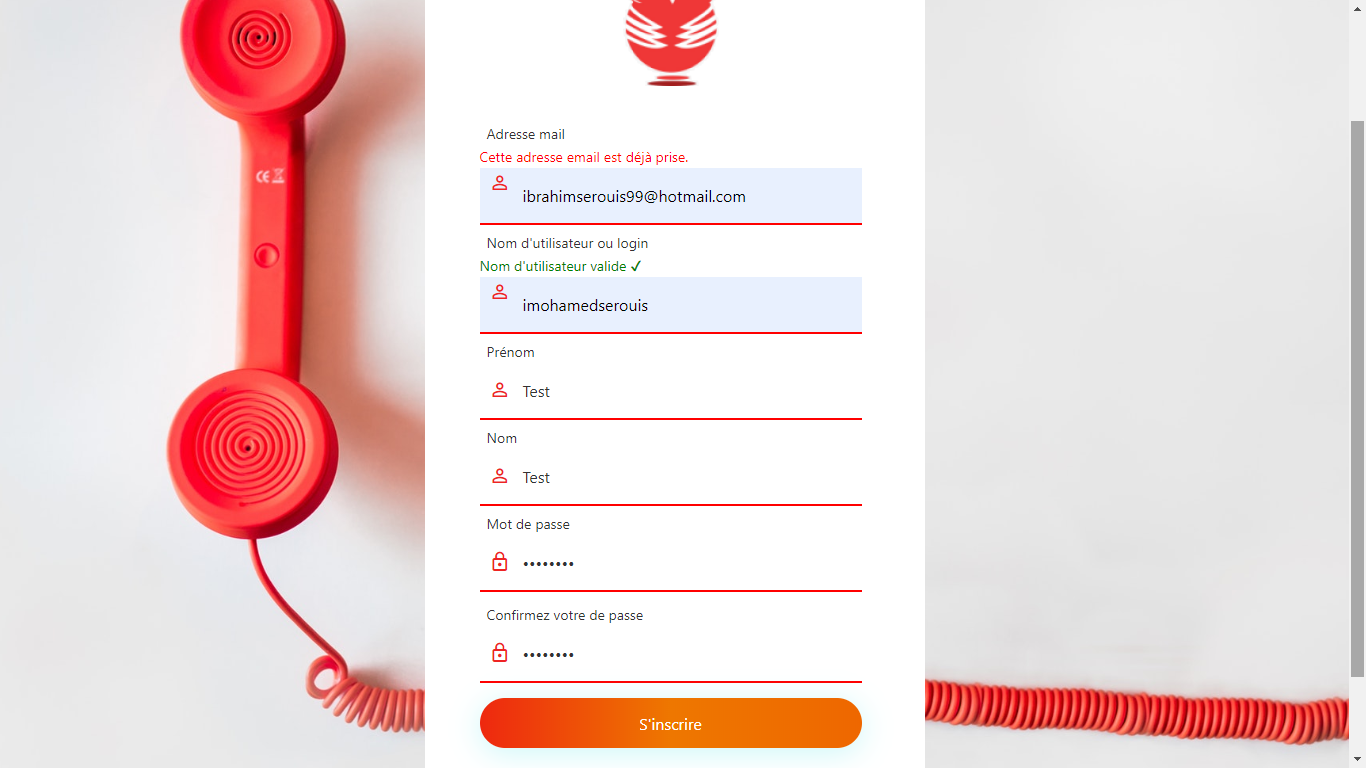 Adresse mail
Cette adresse email est déjà prise.
ibrahimserouis99@hotmail.com
Nom d'utilisateur ou login
Nom d'utilisateur valide ✓
imohamedserouis
Prénom
Test
Nom
Test
Mot de passe
••••••••
Confirmez votre de passe
••••••••
S'inscrire
CE